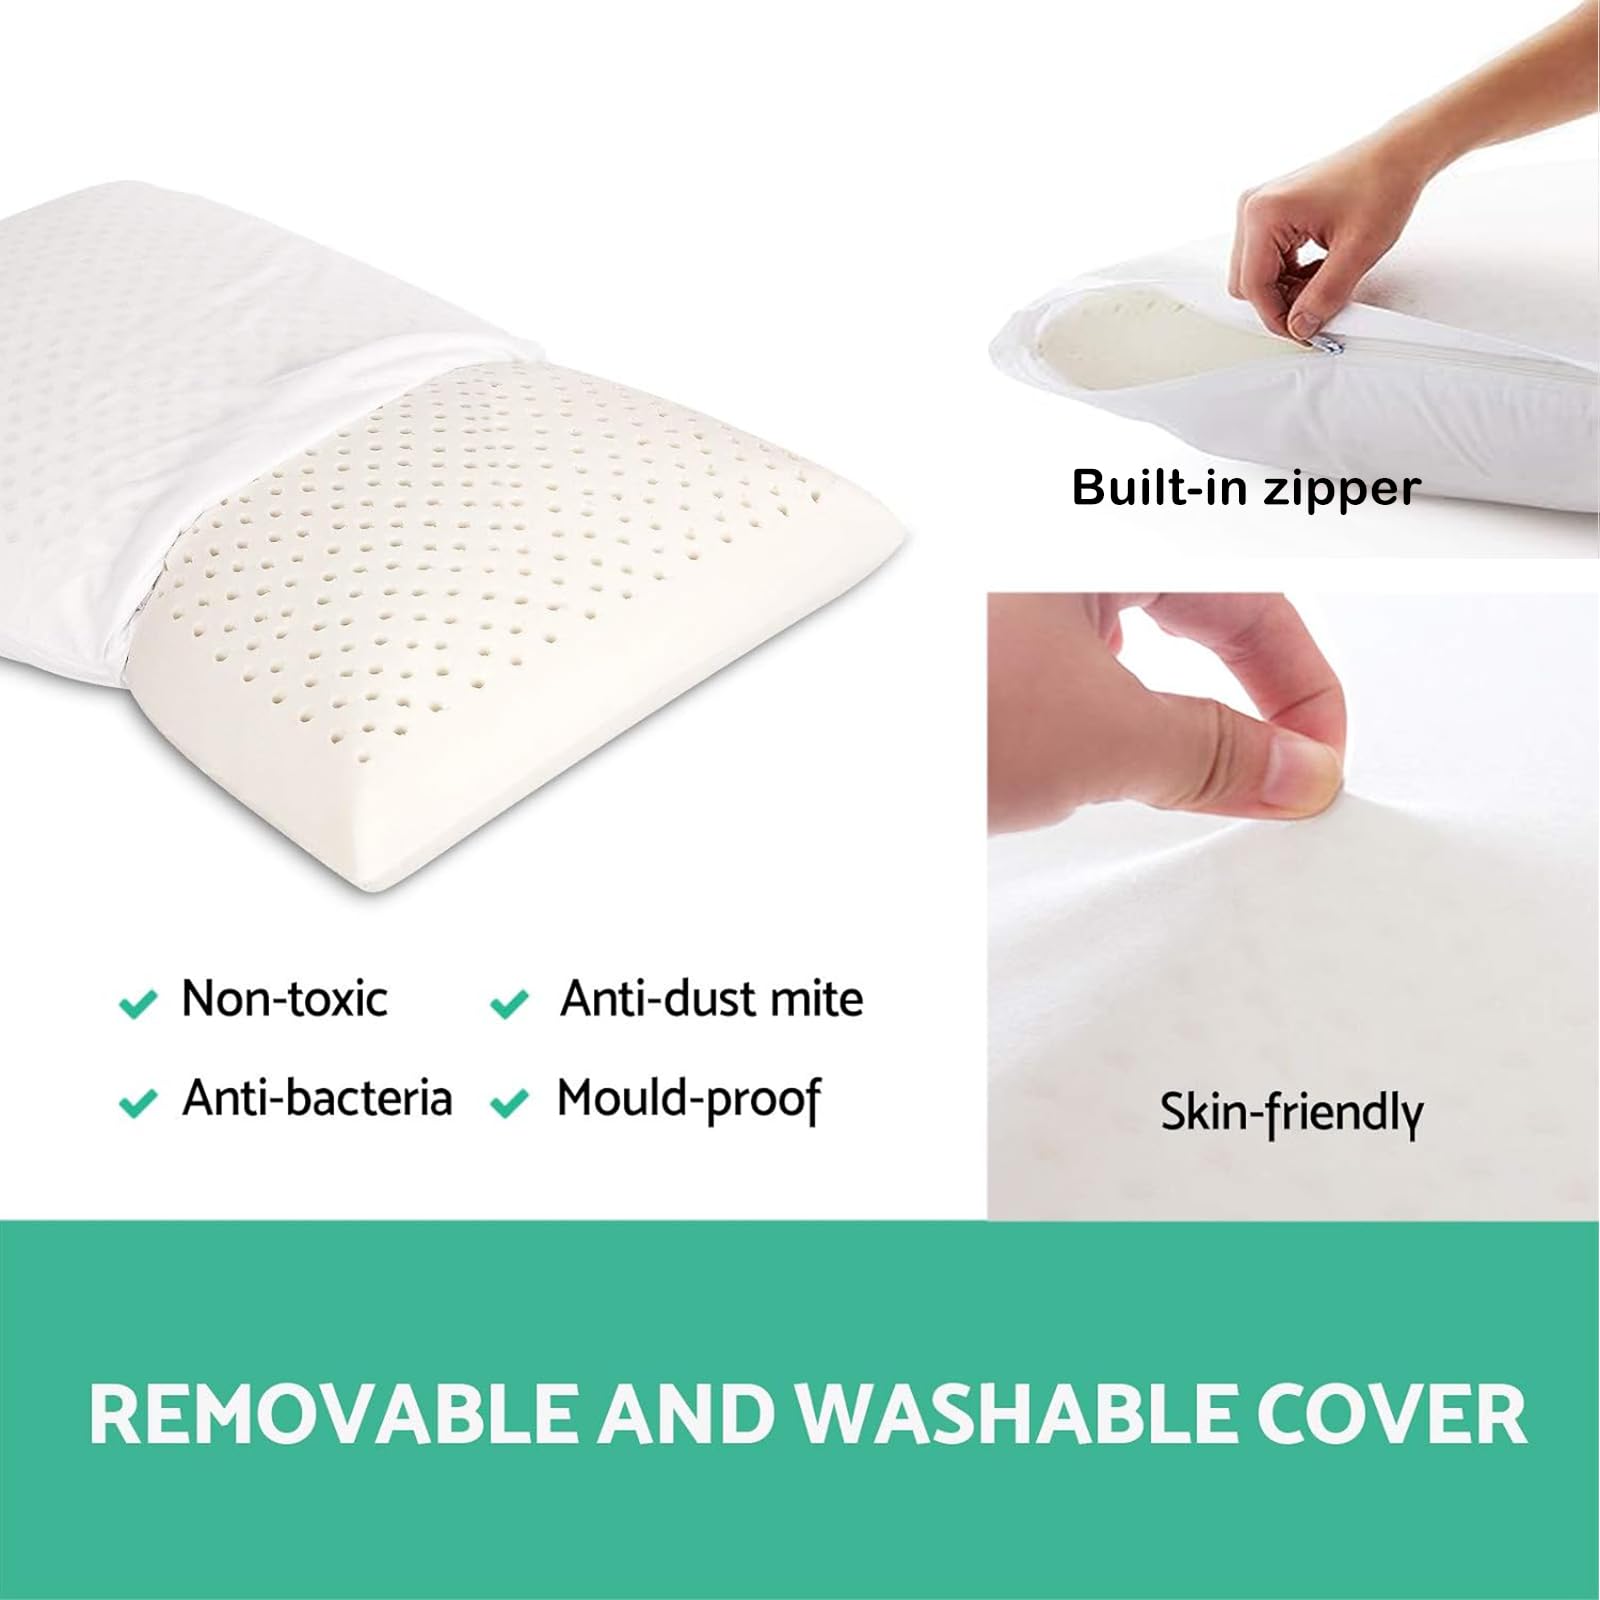 Built-in zipper
Non-toxic
Anti-dust mite
Anti-bacteria
Mould-proof
Skin-friendly
REMOVABLE AND WASHABLE COVER